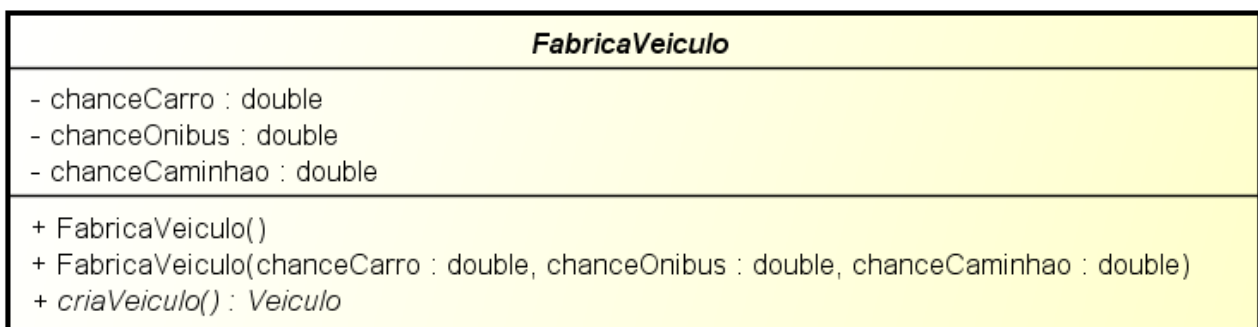 FabricaVeiculo
- chanceCarro : double
- chanceOnibus : double
- chanceCaminhao : double
+ FabricaVeiculo()
+ FabricaVeiculo(chanceCarro : double, chanceOnibus : double, chanceCaminhao : double)
+ criaVeiculo() : Veiculo